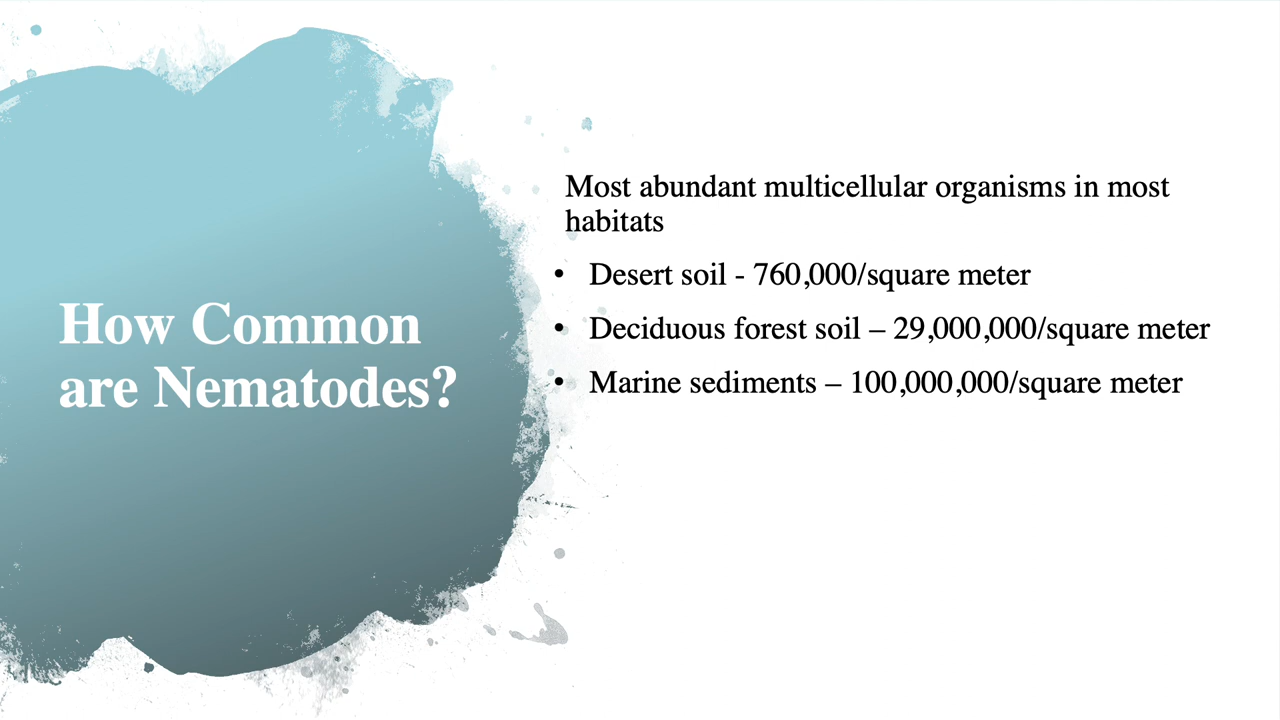 How Common
are Nematodes?
Most abundant multicellular organisms in most
habitats
• Desert soil - 760,000/square meter
• Deciduous forest soil – 29,000,000/square meter
• Marine sediments – 100,000,000/square meter